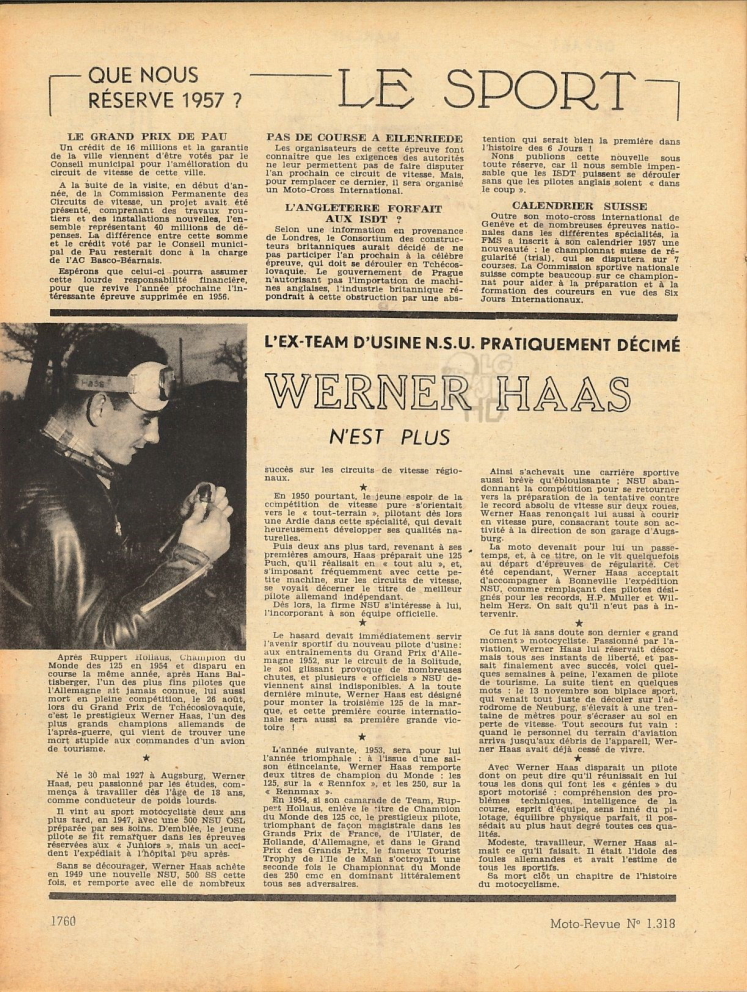 QUE NOUS
RÉSERVE 1957 ?
LE SPORT
LE GRAND PRIX DE PAU
Un crédit de 16 millions et la garantie
de la ville viennent d'être votés par le
Conseil municipal pour l'amélioration du
circuit de vitesse de cette ville.
A la suite de la visite, en début d'an-
née, de la Commission Permanente des
Circuits de vitesse, un projet avait été
présenté, comprenant des travaux rou-
tiers et des installations nouvelles, l'en-
semble représentant 40 millions de dé-
penses. La différence entre cette somme
et le crédit voté par le Conseil munici-
pal de Pau resterait donc à la charge
de l'AC Basco-Béarnais.
Espérons que celui-ci pourra assumer
cette lourde responsabilité financière,
pour que revive l'année prochaine l'in-
téressante épreuve supprimée en 1956.
PAS DE COURSE A EILENRIEDE
Les organisateurs de cette épreuve font
connaître que les exigences des autorités
ne leur permettent pas de faire disputer
l'an prochain ce circuit de vitesse. Mais,
pour remplacer ce dernier, il sera organisé
un Moto-Cross International.
L'ANGLETERRE FORFAIT
AUX ISDT ?
Selon une information en provenance
de Londres, le Consortium des construc-
teurs britanniques aurait décidé de ne
pas participer l'an prochain à la célèbre
épreuve, qui doit se dérouler en Tchécos-
lovaquie. Le gouvernement de Prague
n'autorisant pas l'importation de machi-
nes anglaises, l'industrie britannique ré-
pondrait à cette obstruction par une abs-
tention qui serait bien la première dans
l'histoire des 6 Jours !
Nous publions cette nouvelle sous
toute réserve, car il nous semble impen-
sable que les ISDT puissent se dérouler
sans que les pilotes anglais soient « dans
le coup ».
CALENDRIER SUISSE
Outre son moto-cross international de
Genève et de nombreuses épreuves natio-
nales dans les différentes spécialités, la
FMS a inscrit à son calendrier 1957 une
nouveauté : le championnat suisse de ré-
gularité (trial), qui se disputera sur 7
courses. La Commission sportive nationale
suisse compte beaucoup sur ce champion-
nat pour aider à la préparation et à la
formation des coureurs en vue des Six
Jours Internationaux.
L'EX-TEAM D'USINE N.S.U. PRATIQUEMENT DÉCIMÉ
WERNER HAAS
N'EST PLUS
HAAS
Après Ruppert Hollaus, Champion du
Monde des 125 en 1954 et disparu en
course la même année, après Hans Bal-
tisberger, l'un des plus fins pilotes que
l'Allemagne ait jamais connue, lui aussi
mort en pleine compétition, le 26 août,
lors du Grand Prix de Tchécoslovaquie,
c'est le prestigieux Werner Haas, l'un des
plus grands champions allemands de
l'après-guerre, qui vient de trouver une
mort stupide aux commandes d'un avion
de tourisme.
★
Né le 30 mai 1927 à Augsburg, Werner
Haas, peu passionné par les études, com-
mença à travailler dès l'âge de 18 ans,
comme conducteur de poids lourds.
Il vint au sport motocycliste deux ans
plus tard, en 1947, avec une 500 NSU OSL
préparée par ses soins. D'emblée, le jeune
pilote se fit remarquer dans les épreuves
réservées aux « Juniors », mais un acci-
dent l'expédiait à l'hôpital peu après.
Sans se décourager, Werner Haas achète
en 1949 une nouvelle NSU, 500 SS cette
fois, et remporte avec elle de nombreux
succès sur les circuits de vitesse régio-
naux.
★
En 1950 pourtant, le jeune espoir de la
compétition de vitesse pure s'orientait
vers le « tout-terrain », pilotant dès lors
une Ardie dans cette spécialité, qui devait
heureusement développer ses qualités na-
turelles.
Puis deux ans plus tard, revenant à ses
premières amours, Haas préparait une 125
Puch, qu'il réalisait en « tout alu », et,
s'imposant fréquemment avec cette pe-
tite machine, sur les circuits de vitesse,
se voyait décerner le titre de meilleur
pilote allemand indépendant.
Dès lors, la firme NSU s'intéresse à lui,
l'incorporant à son équipe officielle.
★
Le hasard devait immédiatement servir
l'avenir sportif du nouveau pilote d'usine:
aux entraînements du Grand Prix d'Alle-
magne 1952, sur le circuit de la Solitude,
le sol glissant provoque de nombreuses
chutes, et plusieurs « officiels » NSU de-
viennent ainsi indisponibles. A la toute
dernière minute, Werner Haas est désigné
pour monter la troisième 125 de la mar-
que, et cette première course internatio-
nale sera aussi sa première grande vic-
toire !
★
L'année suivante, 1953, sera pour lui
l'année triomphale : à l'issue d'une sai-
son étincelante, Werner Haas remporte
deux titres de champion du Monde : les
125, sur la « Rennfox », et les 250, sur la
« Rennmax ».
En 1954, si son camarade de Team, Rup-
pert Hollaus, enlève le titre de Champion
du Monde des 125 cc, le prestigieux pilote,
triomphant de façon magistrale dans les
Grands Prix de France, de l'Ulster, de
Hollande, d'Allemagne, et dans le Grand
Prix des Grands Prix, le fameux Tourist
Trophy de l'Ile de Man s'octroyait une
seconde fois le Championnat du Monde
des 250 cmc en dominant littéralement
tous ses adversaires.
Ainsi s'achevait une carrière sportive
aussi brève qu'éblouissante ; NSU aban-
donnant la compétition pour se retourner
vers la préparation de la tentative contre
le record absolu de vitesse sur deux roues,
Werner Haas renonçait lui aussi à courir
en vitesse pure, consacrant toute son ac-
tivité à la direction de son garage d'Augs-
burg.
La moto devenait pour lui un passe-
temps, et, à ce titre, on le vit quelquefois
au départ d'épreuves de régularité. Cet
été cependant, Werner Haas acceptait
d'accompagner à Bonneville l'expédition
NSU, comme remplaçant des pilotes dési-
gnés pour les records, H.P. Muller et Wil-
helm Herz. On sait qu'il n'eut pas à in-
tervenir.
★
Ce fut là sans doute son dernier « grand
moment » motocycliste. Passionné par l'a-
viation, Werner Haas lui réservait désor-
mais tous ses instants de liberté, et pas-
sait finalement avec succès, voici quel-
ques semaines à peine, l'examen de pilote
de tourisme. La suite tient en quelques
mots : le 13 novembre son biplace sport,
qui venait tout juste de décoller sur l'aé-
rodrome de Neuburg, s'élevait à une tren-
taine de mètres pour s'écraser au sol en
perte de vitesse. Tout secours fut vain :
quand le personnel du terrain d'aviation
arriva jusqu'aux débris de l'appareil, Wer-
ner Haas avait déjà cessé de vivre.
★
Avec Werner Haas disparait un pilote
dont on peut dire qu'il réunissait en lui
tous les dons qui font les « génies » du
sport motorisé : compréhension des pro-
blèmes techniques, intelligence de la
course, esprit d'équipe, sens inné du pi-
lotage, équilibre physique parfait, il pos-
sédait au plus haut degré toutes ces qua-
lités.
Modeste, travailleur, Werner Haas ai-
mait ce qu'il faisait. Il était l'idole des
foules allemandes et avait l'estime de
tous les sportifs.
Sa mort clôt un chapitre de l'histoire
du motocyclisme.
1760
Moto-Revue N° 1.318